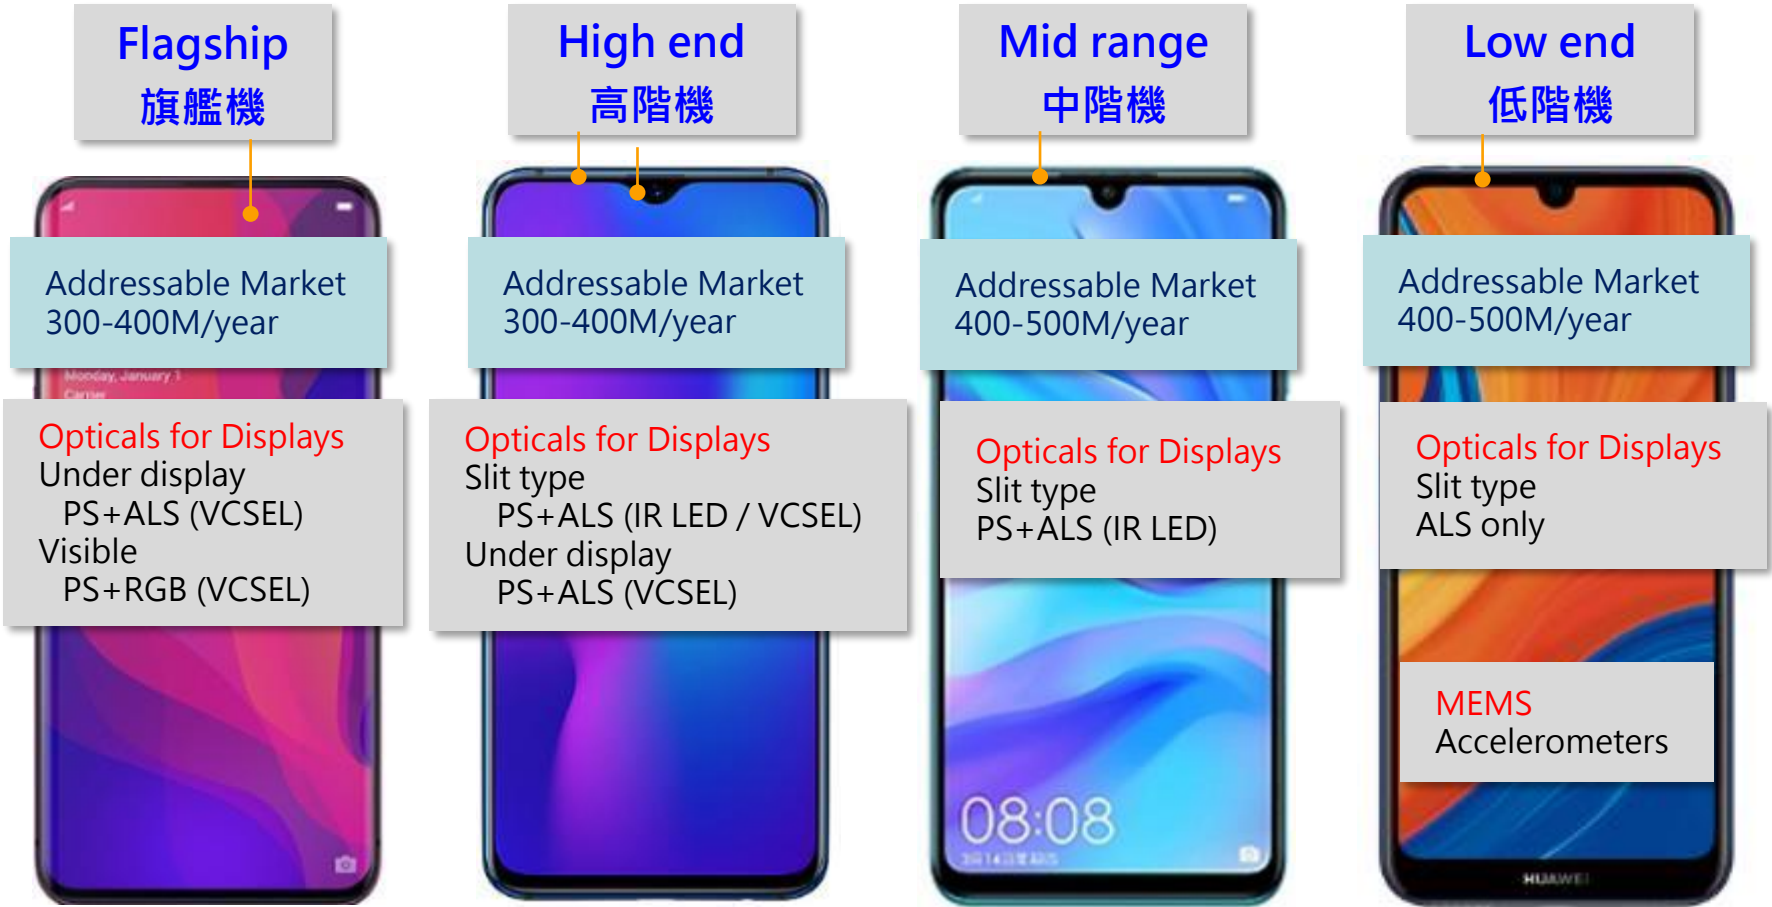 Flagship
旗艦機
High end
高階機
Mid range
中階機
Low end
低階機
Addressable Market
300-400M/year
Addressable Market
300-400M/year
Addressable Market
400-500M/year
Addressable Market
400-500M/year
Monday, January 1
Carrier
Opticals for Displays
Under display
PS+ALS (VCSEL)
Visible
PS+RGB (VCSEL)
Opticals for Displays
Slit type
PS+ALS (IR LED / VCSEL)
Under display
PS+ALS (VCSEL)
Opticals for Displays
Slit type
PS+ALS (IR LED)
Opticals for Displays
Slit type
ALS only
MEMS
Accelerometers
08:08
HUAWEI